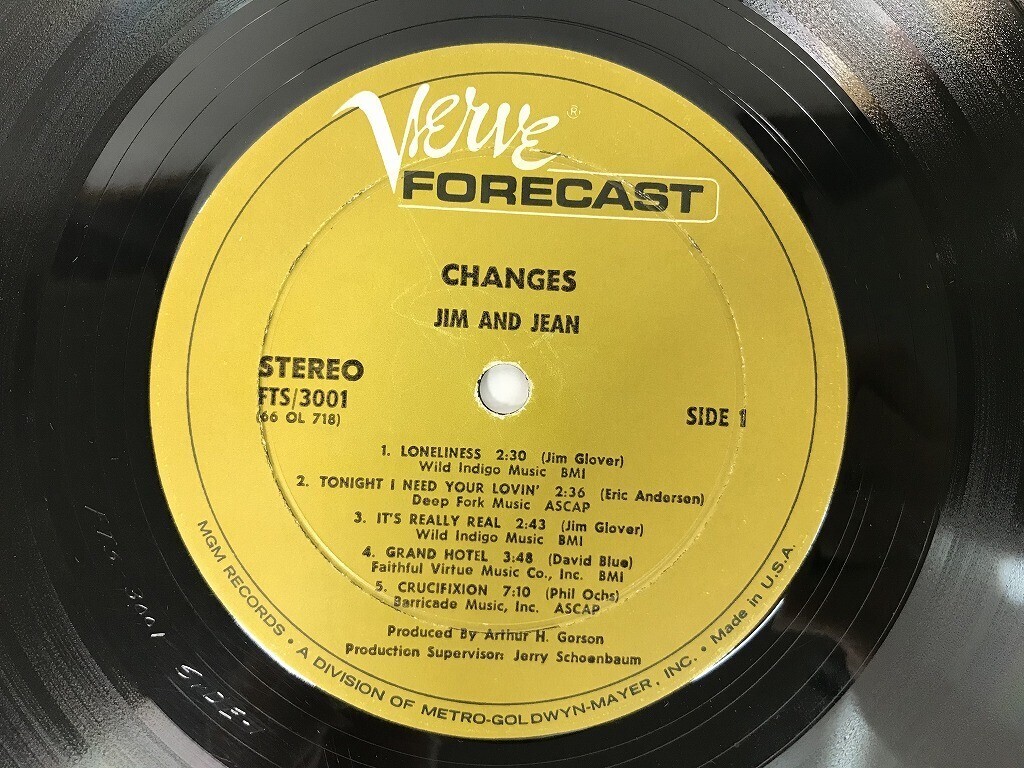 Verve ®
FORECAST
CHANGES
JIM AND JEAN
STEREO
FTS/3001
(66 OL 718)
SIDE 1
1. LONELINESS 2:30 (Jim Glover)
Wild Indigo Music BMI
2. TONIGHT I NEED YOUR LOVIN' 2:36 (Eric Andersen)
Deep Fork Music ASCAP
3. IT'S REALLY REAL 2:43 (Jim Glover)
Wild Indigo Music BMI
4. GRAND HOTEL 3:48 (David Blue)
Faithful Virtue Music Co., Inc. BMI
5. CRUCIFIXION 7:10 (Phil Ochs)
Barricade Music, Inc. ASCAP
Produced By Arthur H. Gorson
Production Supervisor: Jerry Schoenbaum
MGM RECORDS • A DIVISION OF METRO-GOLDWYN-MAYER, INC. • Made in U.S.A.
FTS 3001 SIDE-1